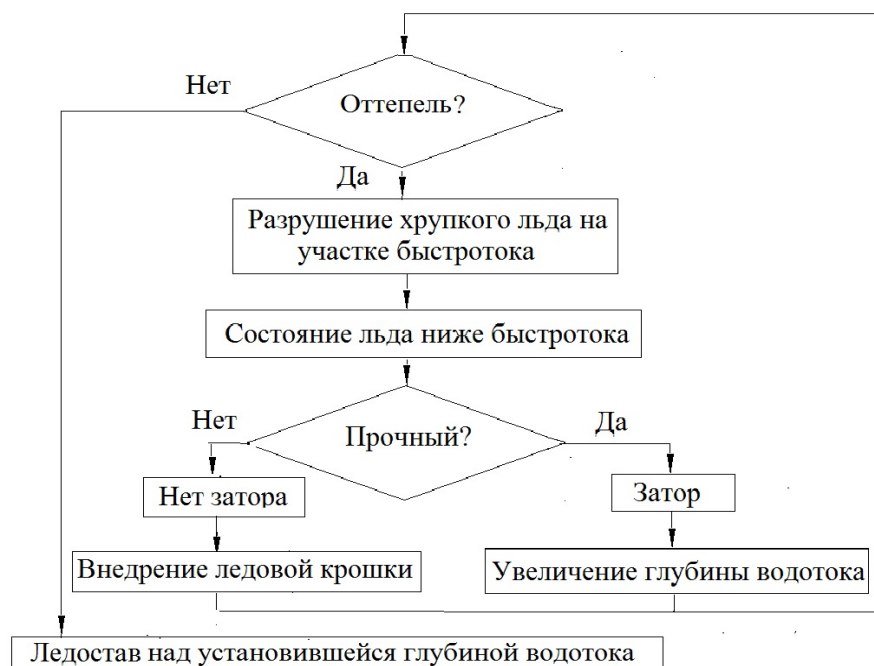 Нет
Оттепель?
Да
Разрушение хрупкого льда на
участке быстротока
Состояние льда ниже быстротока
Нет
Прочный?
Да
Нет затора
Затор
Внедрение ледовой крошки
Увеличение глубины водотока
Ледостав над установившейся глубиной водотока